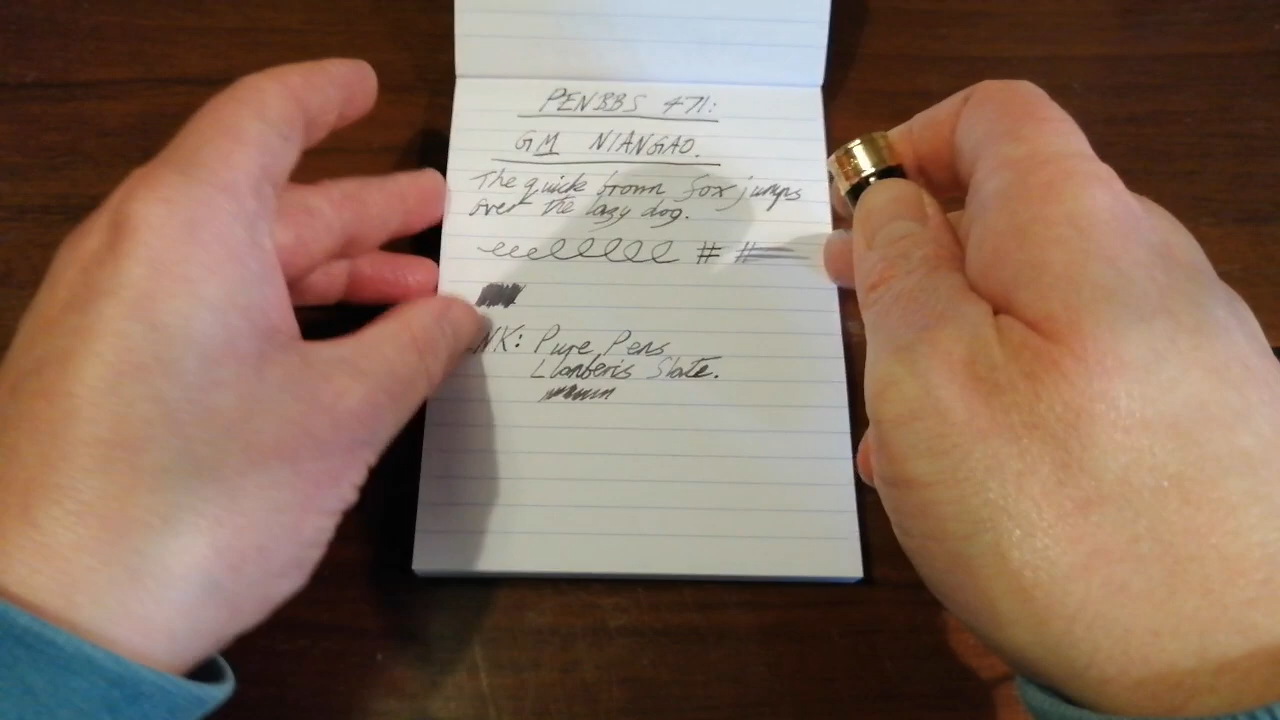 PENBBS 471:
GM NIANGAO.
The quick brown fox jumps
over the lazy dog.
# #
NK: Pure Pens
Llanberis Slate.